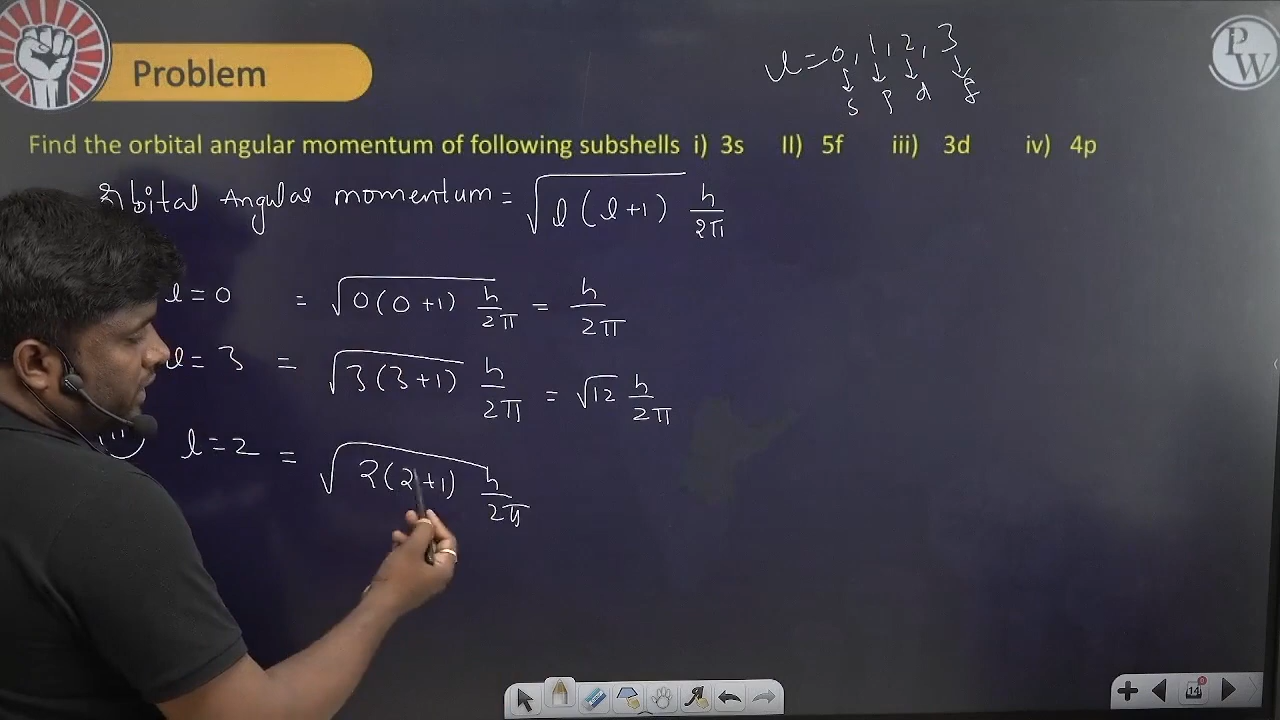 Problem
l = 0, 1, 2, 3
↓ ↓ ↓ ↓
s p d f
PW
Find the orbital angular momentum of following subshells i) 3s II) 5f iii) 3d iv) 4p
orbital Angular momentum = √l(l+1) h/2π
l = 0 = √0(0+1) h/2π = h/2π
l = 3 = √3(3+1) h/2π = √12 h/2π
l = 2 = √2(2+1) h/2π
14